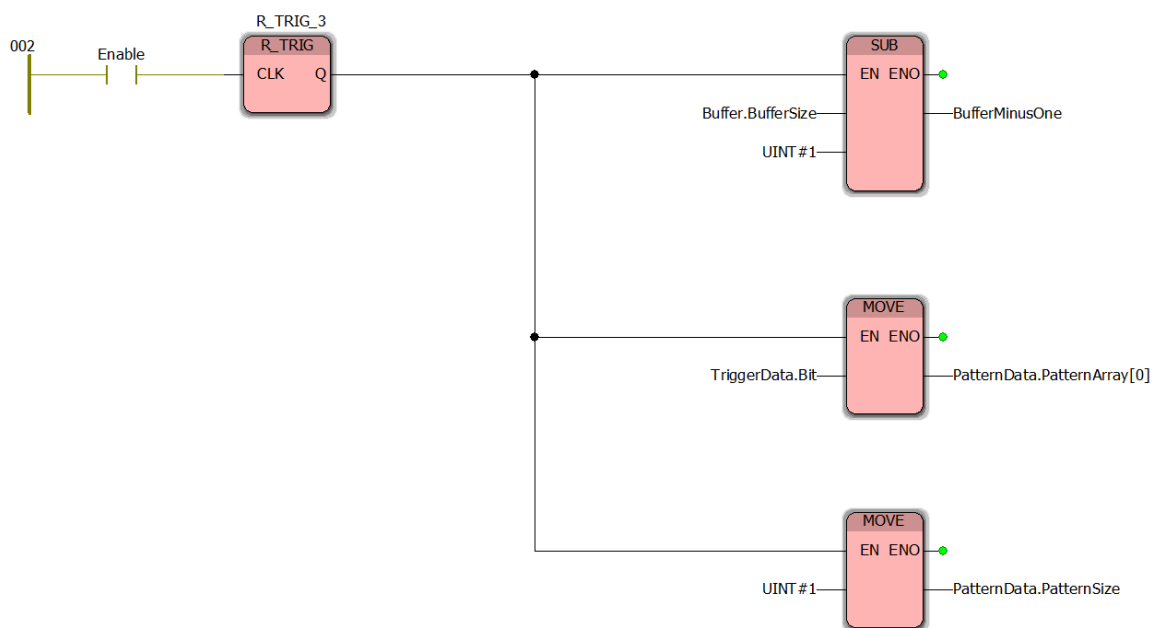 R_TRIG_3
002
Enable
R_TRIG
CLK Q
SUB
EN ENO
Buffer.BufferSize
BufferMinusOne
UINT#1
MOVE
EN ENO
TriggerData.Bit
PatternData.PatternArray[0]
MOVE
EN ENO
UINT#1
PatternData.PatternSize